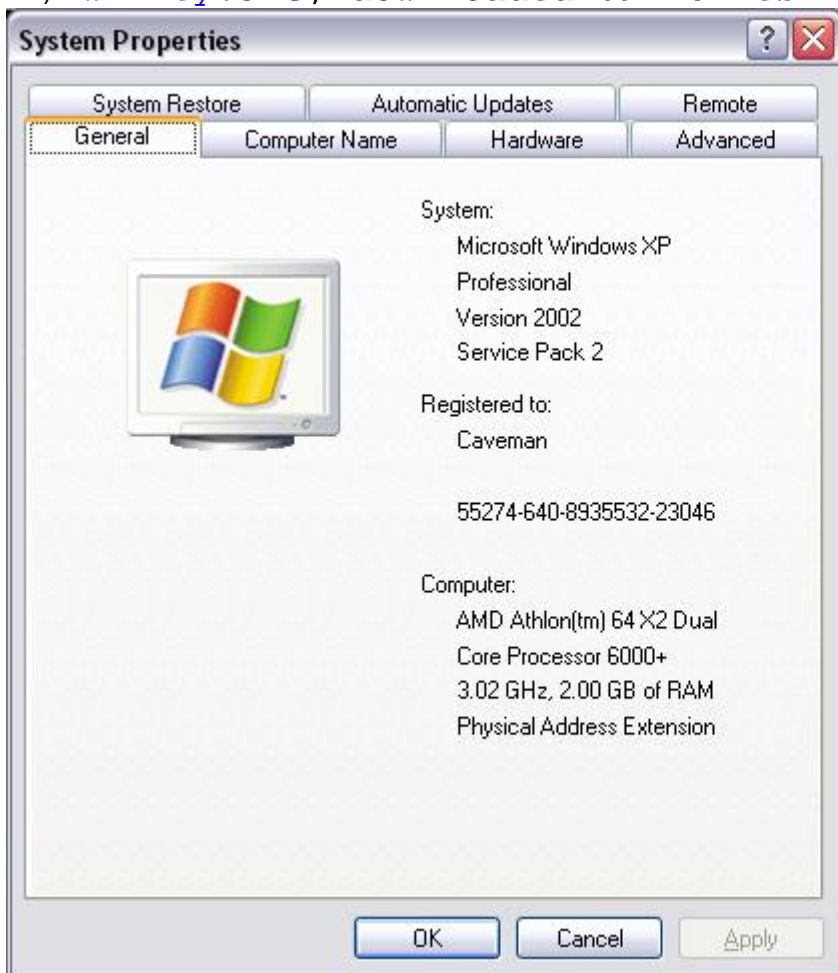 System Properties
System Restore
Automatic Updates
Remote
General
Computer Name
Hardware
Advanced
System:
Microsoft Windows XP
Professional
Version 2002
Service Pack 2
Registered to:
Caveman
55274-640-8935532-23046
Computer:
AMD Athlon(tm) 64 X2 Dual
Core Processor 6000+
3.02 GHz, 2.00 GB of RAM
Physical Address Extension
OK
Cancel
Apply